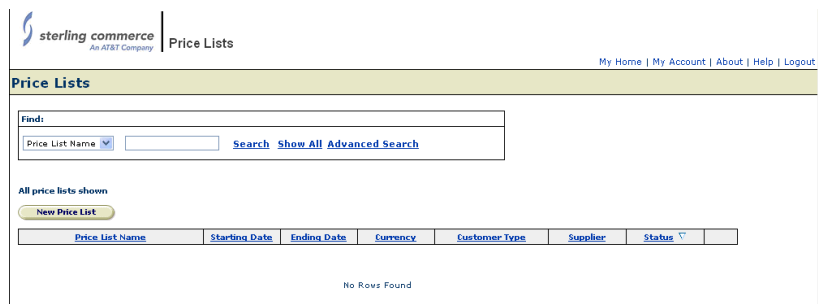 sterling commerce
An AT&T Company
Price Lists
My Home | My Account | About | Help | Logout
Price Lists
Find:
Price List Name Search Show All Advanced Search
All price lists shown
New Price List
Price List Name Starting Date Ending Date Currency Customer Type Supplier Status
No Rows Found